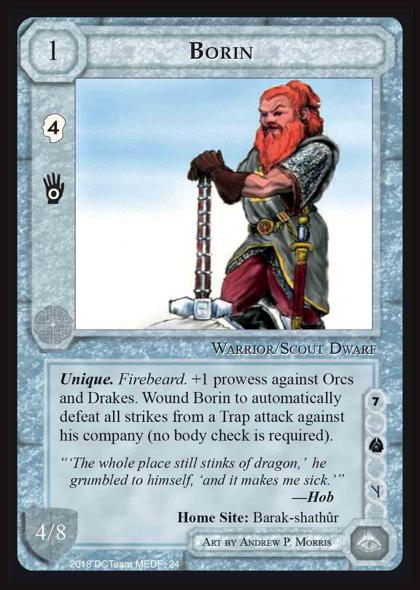 1
BORIN
4
0
WARRIOR/SCOUT DWARF
Unique. Firebeard. +1 prowess against Orcs
and Drakes. Wound Borin to automatically
defeat all strikes from a Trap attack against
his company (no body check is required).
7
“‘The whole place still stinks of dragon,’ he
grumbled to himself, ‘and it makes me sick.’”
—Hob
Home Site: Barak-shathûr
4/8
ART BY ANDREW P. MORRIS
2018 DCTeam MEDF: 24